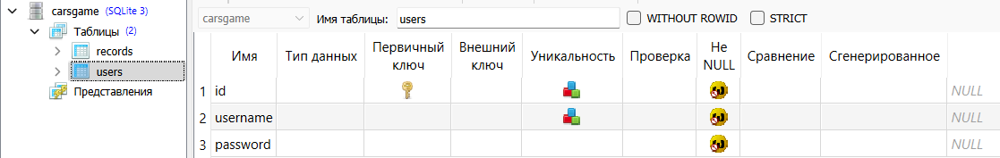 carsgame (SQLite 3)
Таблицы (2)
records
users
Представления
carsgame Имя таблицы: users WITHOUT ROWID STRICT
Имя Тип данных Первичный ключ Внешний ключ Уникальность Проверка Не NULL Сравнение Сгенерированное
1 id NULL
2 username NULL
3 password NULL